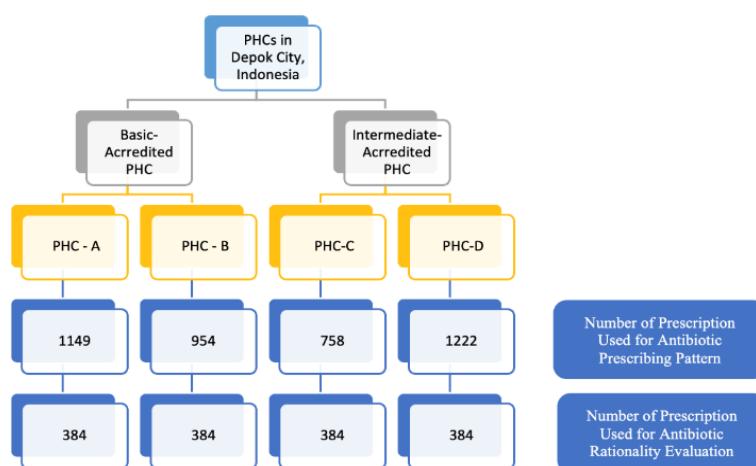 PHCs in
Depok City,
Indonesia
Basic-
Acrredited
PHC
Intermediate-
Acrredited
PHC
PHC - A
PHC - B
PHC-C
PHC-D
1149
954
758
1222
Number of Prescription
Used for Antibiotic
Prescribing Pattern
384
384
384
384
Number of Prescription
Used for Antibiotic
Rationality Evaluation